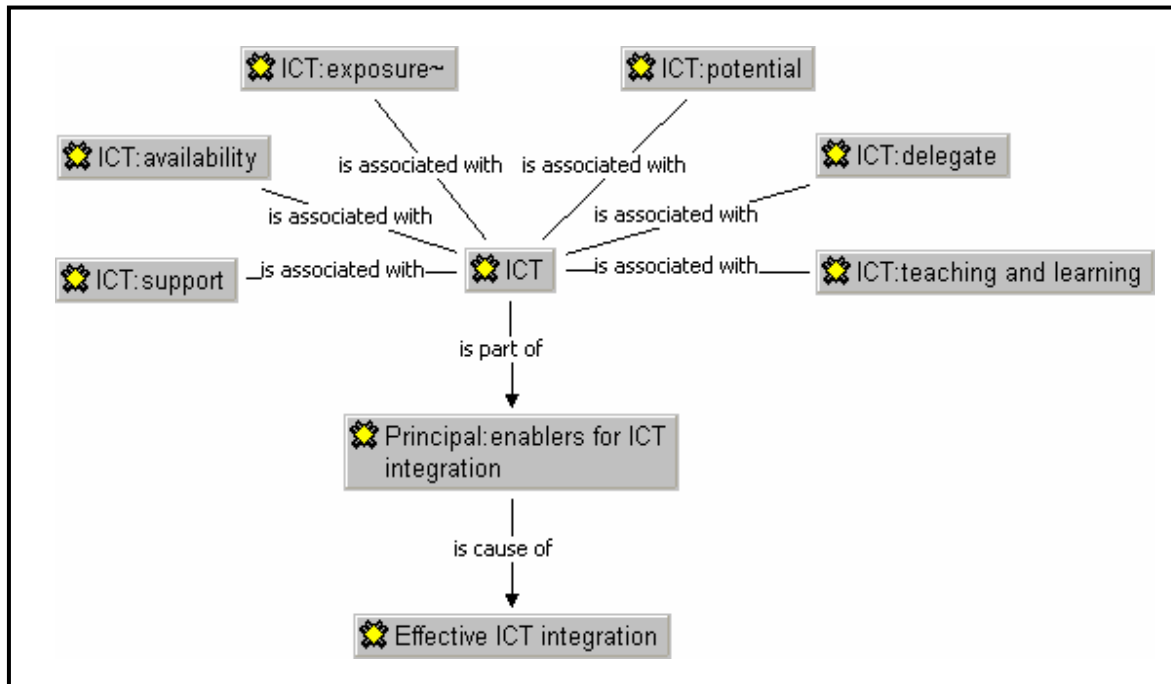 ICT:exposure~
ICT:potential
ICT:availability
ICT:delegate
is associated with
is associated with
is associated with
is associated with
ICT:support
is associated with
ICT
is associated with
ICT:teaching and learning
is part of
Principal:enablers for ICT
integration
is cause of
Effective ICT integration